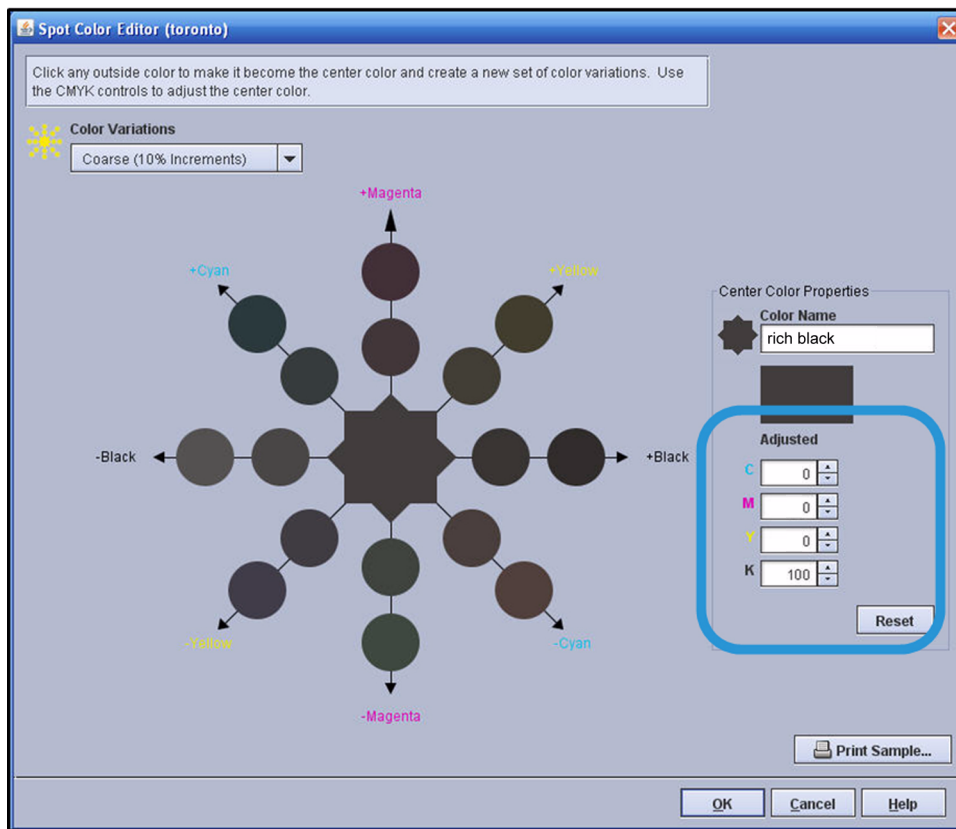 Spot Color Editor (toronto)
Click any outside color to make it become the center color and create a new set of color variations. Use
the CMYK controls to adjust the center color.
Color Variations
Coarse (10% Increments)
+Magenta
+Cyan
+Yellow
-Black
+Black
-Yellow
-Cyan
-Magenta
Center Color Properties
Color Name
rich black
Adjusted
C 0
M 0
Y 0
K 100
Reset
Print Sample...
OK Cancel Help